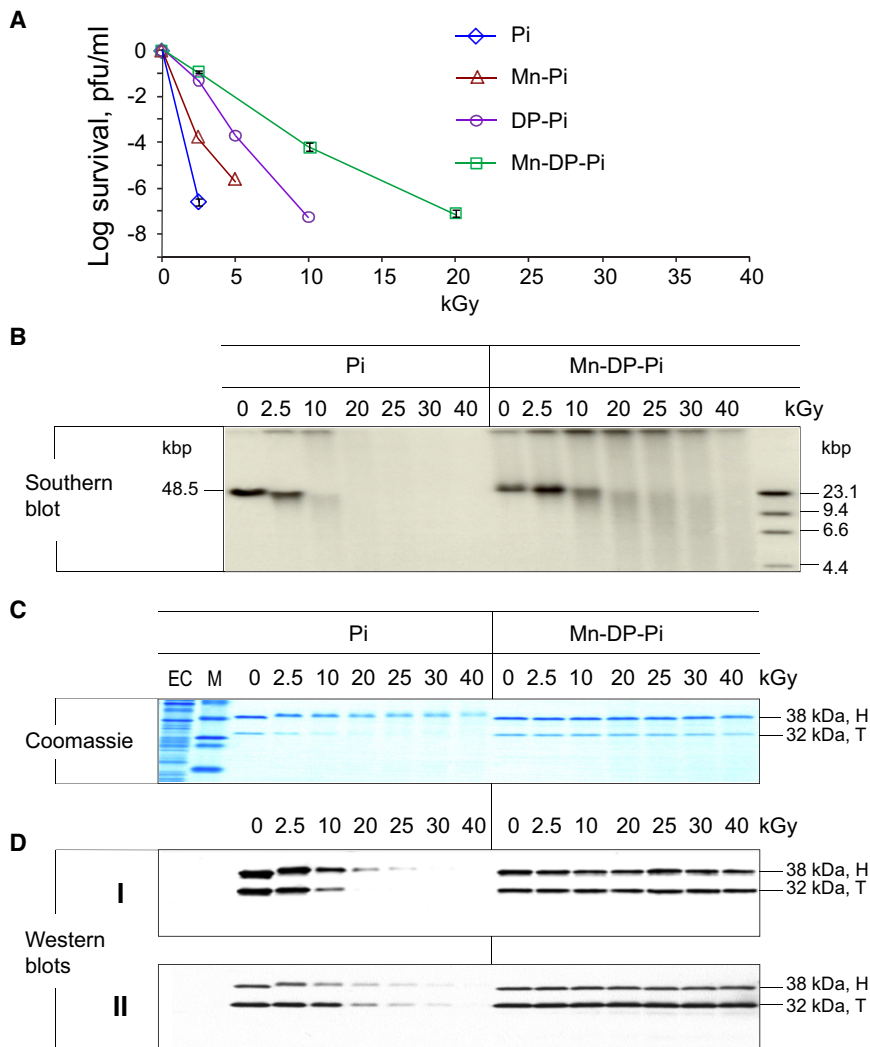 A
Log survival, pfu/ml
0
-2
-4
-6
-8
0 5 10 15 20 25 30 35 40
kGy
Pi
Mn-Pi
DP-Pi
Mn-DP-Pi
B
Pi Mn-DP-Pi
0 2.5 10 20 25 30 40 0 2.5 10 20 25 30 40 kGy
kbp kbp
Southern blot
48.5
23.1
9.4
6.6
4.4
C
Pi Mn-DP-Pi
EC M 0 2.5 10 20 25 30 40 0 2.5 10 20 25 30 40 kGy
Coomassie
38 kDa, H
32 kDa, T
0 2.5 10 20 25 30 40 0 2.5 10 20 25 30 40 kGy
D
Western blots
I
38 kDa, H
32 kDa, T
II
38 kDa, H
32 kDa, T